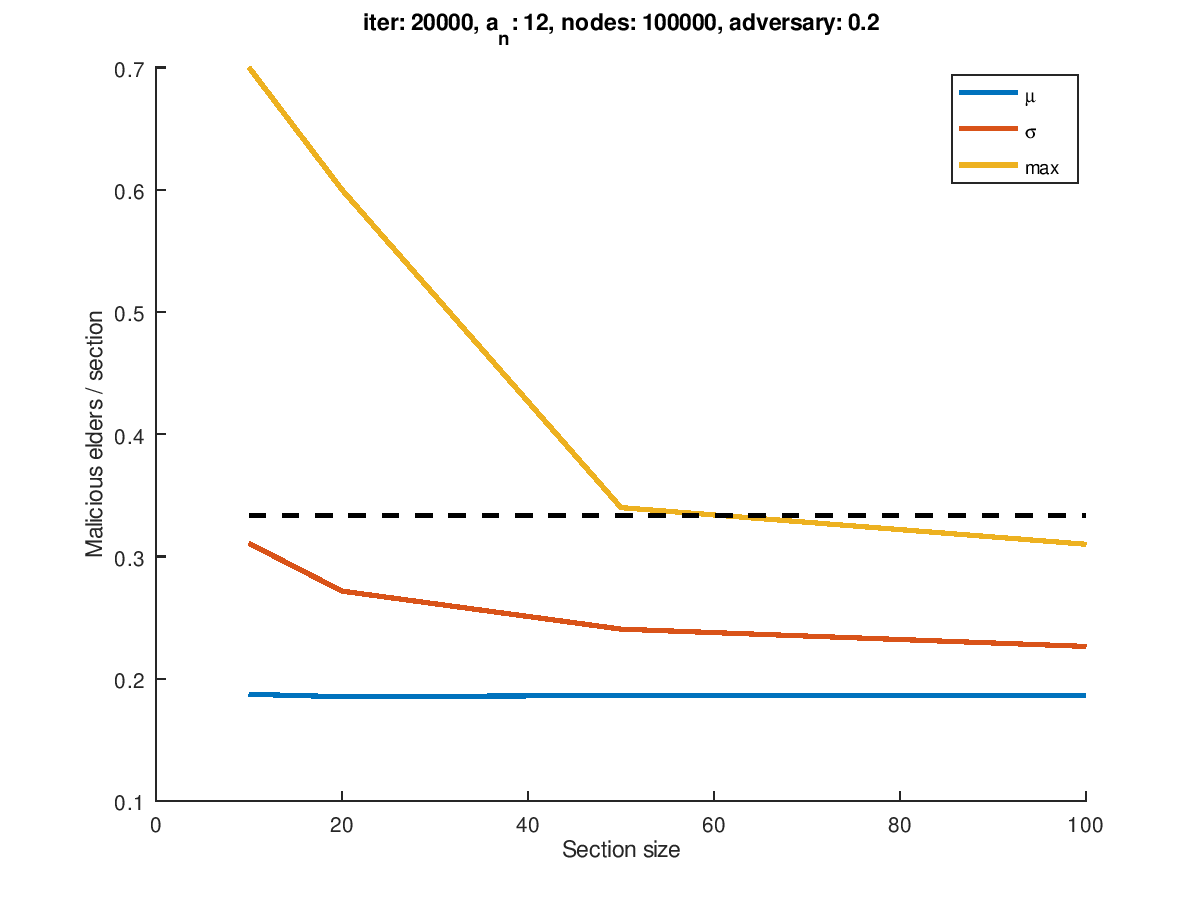 iter: 20000, aₙ: 12, nodes: 100000, adversary: 0.2
μ
σ
max
0.7
0.6
0.5
0.4
0.3
0.2
0.1
Malicious elders / section
0 20 40 60 80 100
Section size